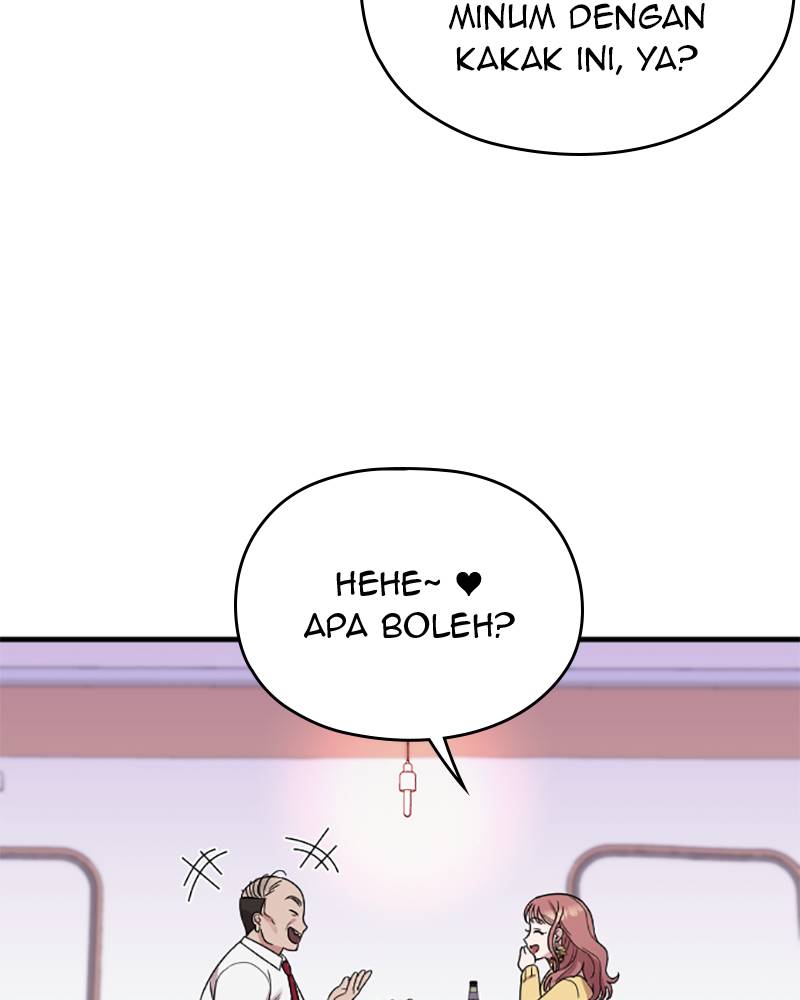 MINUM DENGAN
KAKAK INI, YA?
HEHE~ ♥
APA BOLEH?